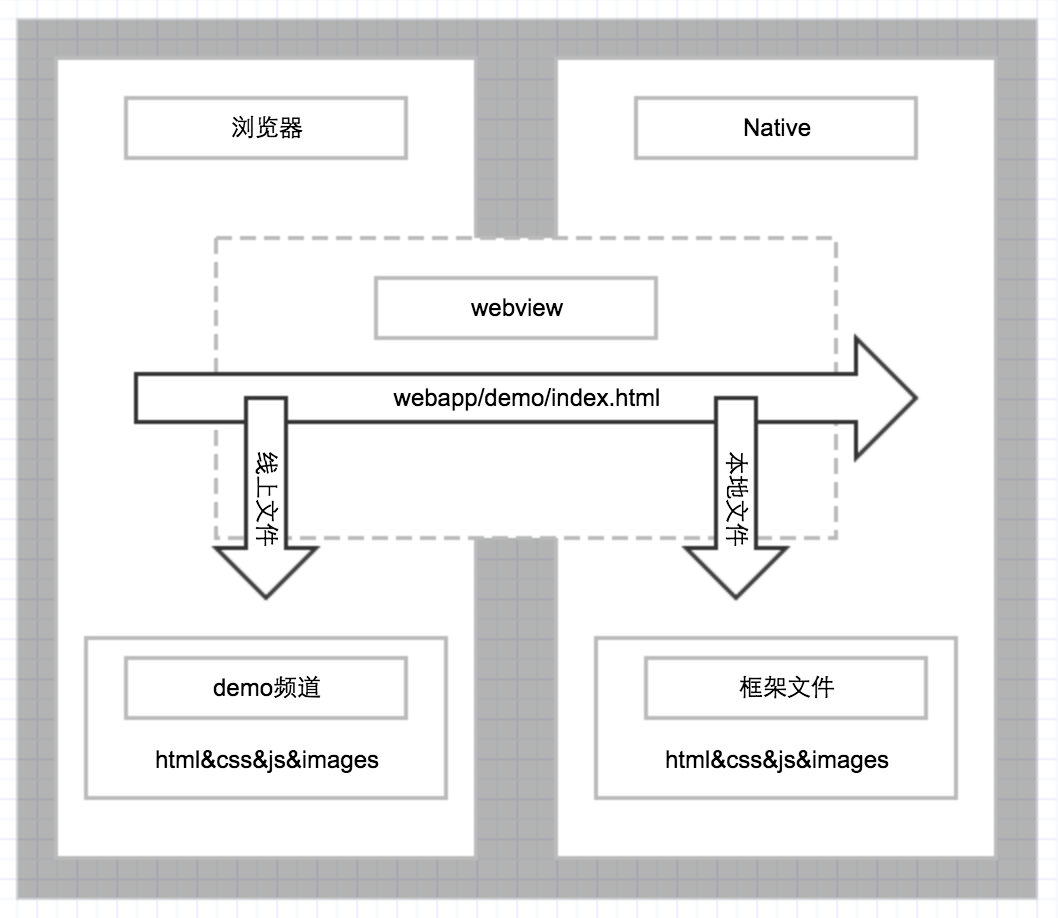 浏览器
Native
webview
webapp/demo/index.html
线上文件
本地文件
demo频道
框架文件
html&css&js&images
html&css&js&images